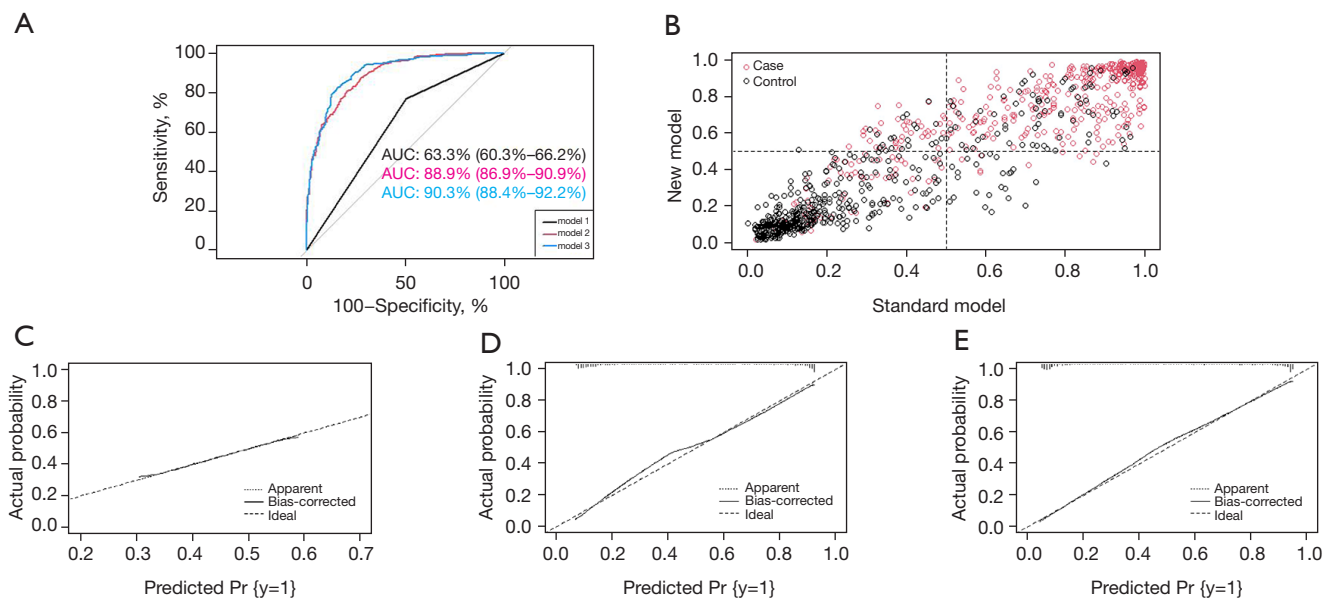 A
100
80
60
40
20
0
Sensitivity, %
AUC: 63.3% (60.3%–66.2%)
AUC: 88.9% (86.9%–90.9%)
AUC: 90.3% (88.4%–92.2%)
model 1
model 2
model 3
0 50 100
100–Specificity, %
B
1.0
0.8
0.6
0.4
0.2
0.0
New model
Case
Control
0.0 0.2 0.4 0.6 0.8 1.0
Standard model
C
1.0
0.8
0.6
0.4
0.2
0.0
Actual probability
Apparent
Bias-corrected
Ideal
0.2 0.3 0.4 0.5 0.6 0.7
Predicted Pr {y=1}
D
1.0
0.8
0.6
0.4
0.2
0.0
Actual probability
Apparent
Bias-corrected
Ideal
0.0 0.2 0.4 0.6 0.8 1.0
Predicted Pr {y=1}
E
1.0
0.8
0.6
0.4
0.2
0.0
Actual probability
Apparent
Bias-corrected
Ideal
0.0 0.2 0.4 0.6 0.8 1.0
Predicted Pr {y=1}